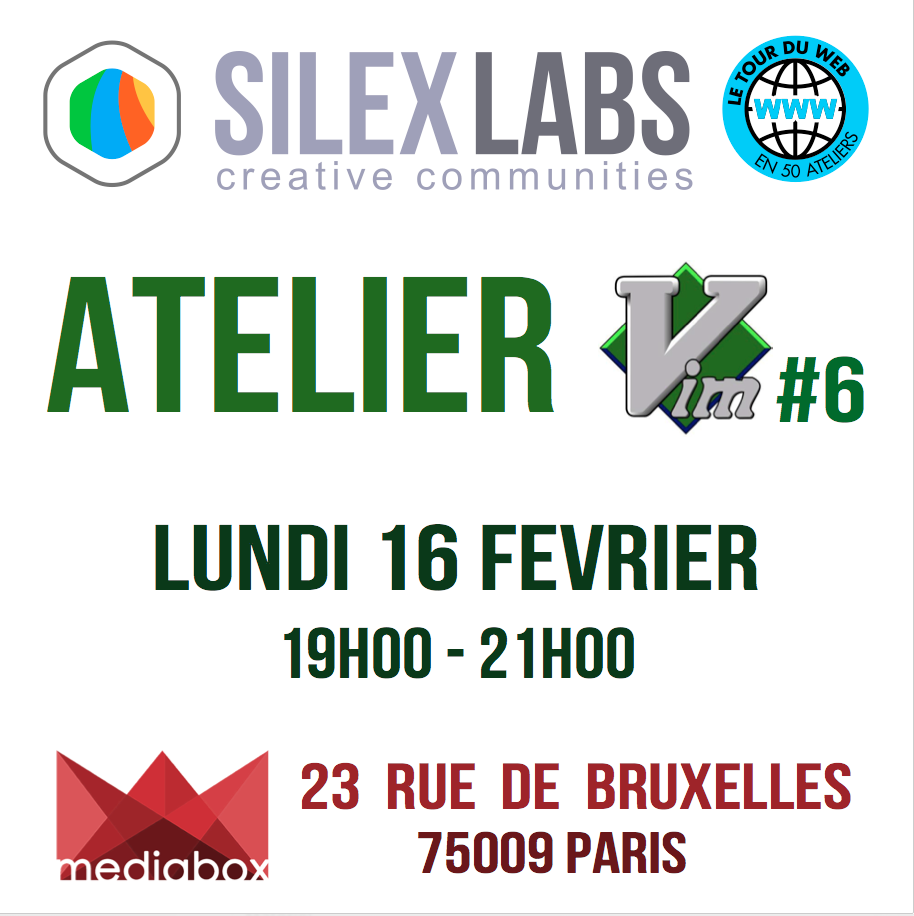 SILEX LABS
creative communities
LE TOUR DU WEB
WWW
EN 50 ATELIERS
ATELIER Vim #6
LUNDI 16 FEVRIER
19H00 - 21H00
mediabox
23 RUE DE BRUXELLES
75009 PARIS